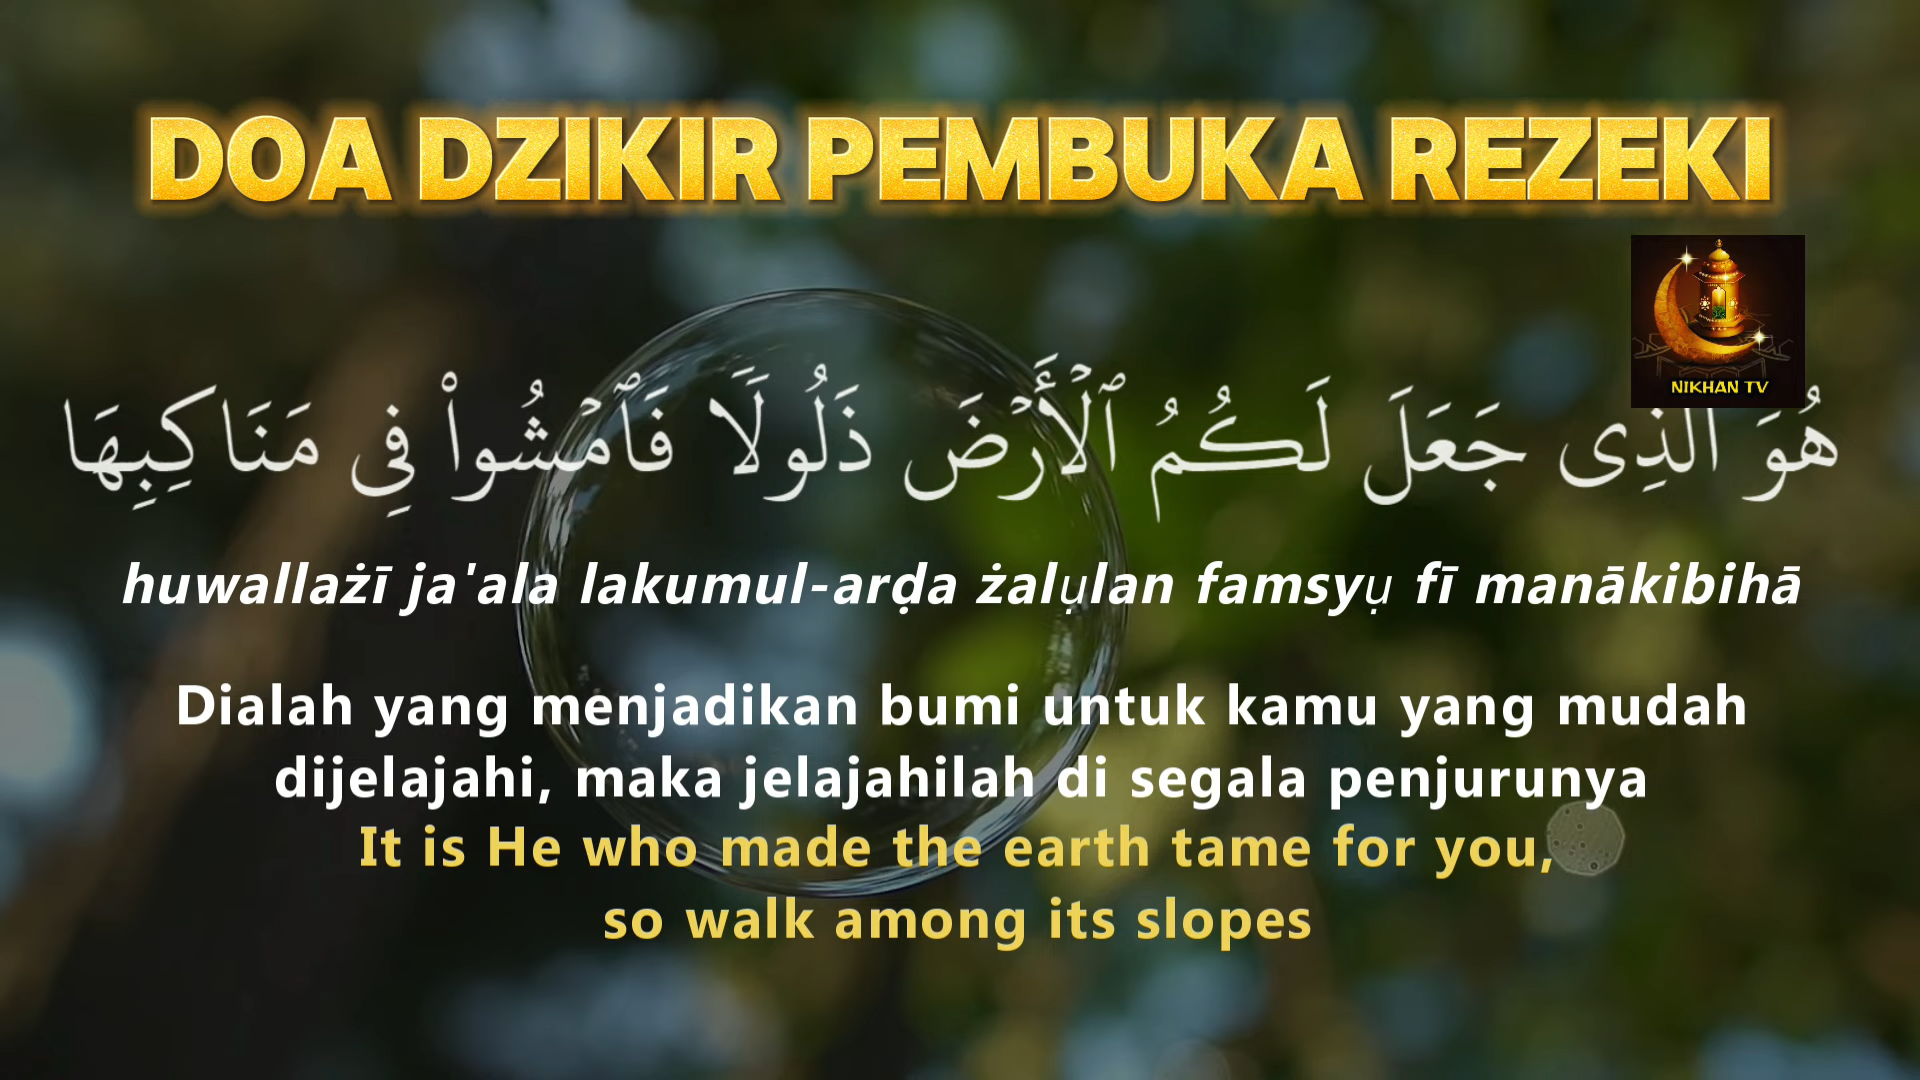 DOA DZIKIR PEMBUKA REZEKI
NIKHAN TV
هُوَ ٱلَّذِى جَعَلَ لَكُمُ ٱلْأَرْضَ ذَلُولًا فَٱمْشُوا۟ فِى مَنَاكِبِهَا
huwallażī ja'ala lakumul-arḍa żalụlan famsyụ fī manākibihā
Dialah yang menjadikan bumi untuk kamu yang mudah
dijelajahi, maka jelajahilah di segala penjurunya
It is He who made the earth tame for you,
so walk among its slopes